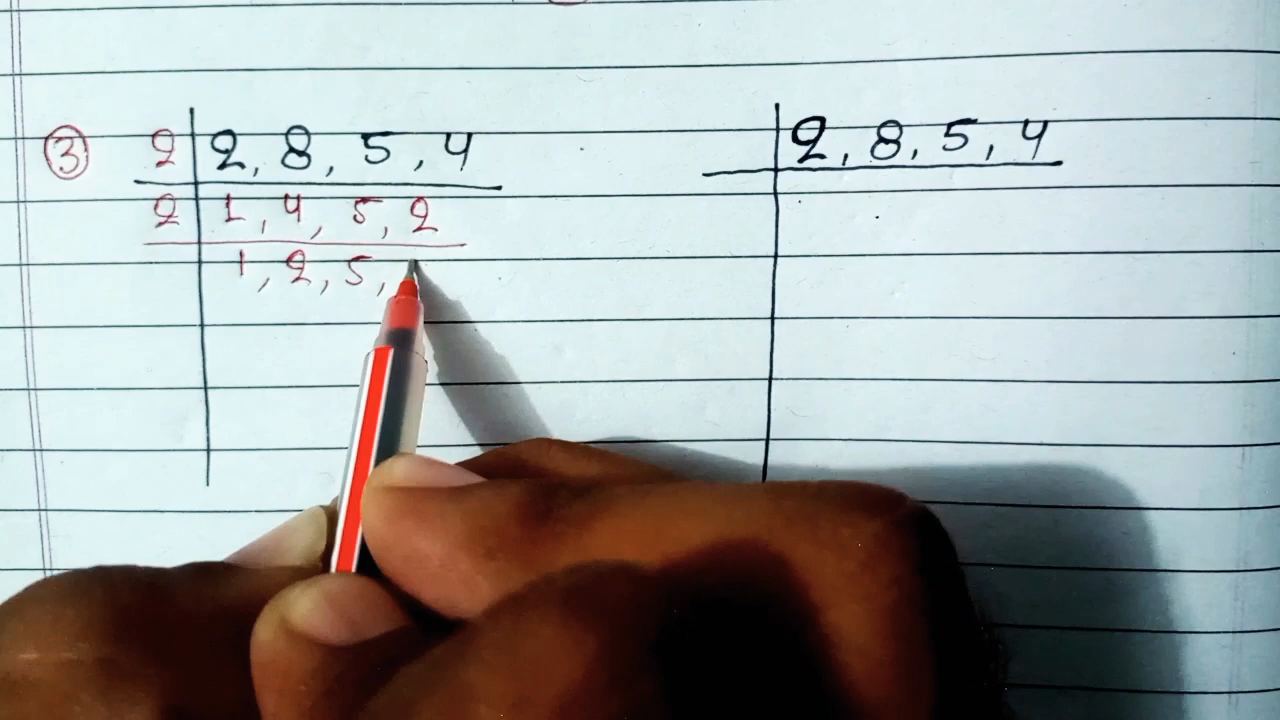 ③ 2 | 2, 8, 5, 4
2 | 1, 4, 5, 2
1, 2, 5,
2, 8, 5, 4